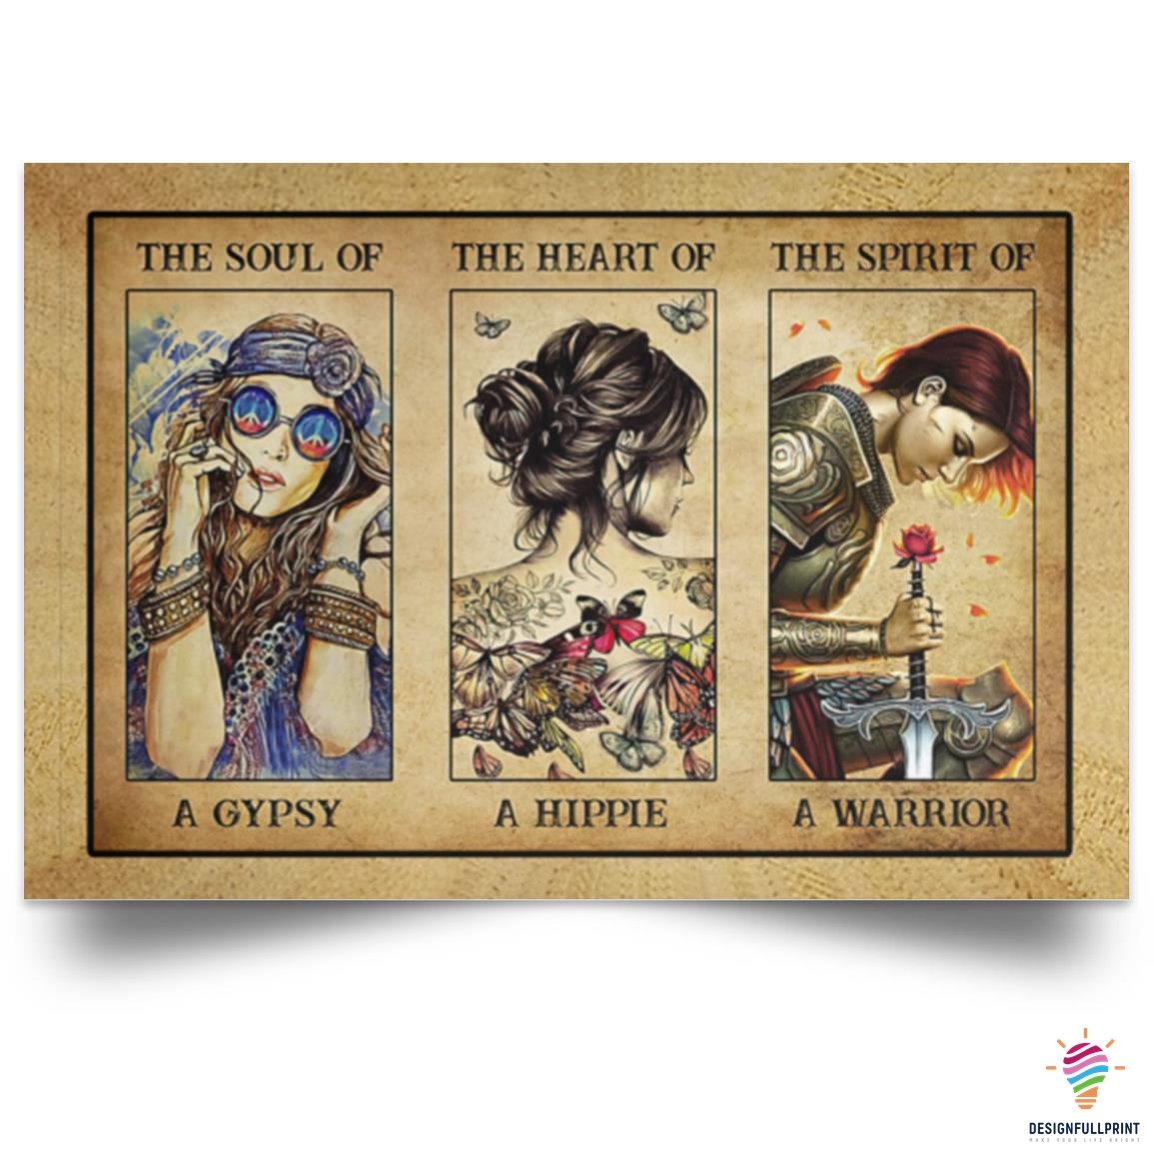 THE SOUL OF
THE HEART OF
THE SPIRIT OF
A GYPSY
A HIPPIE
A WARRIOR
DESIGNFULLPRINT
MAKE YOUR LIFE BRIGHT